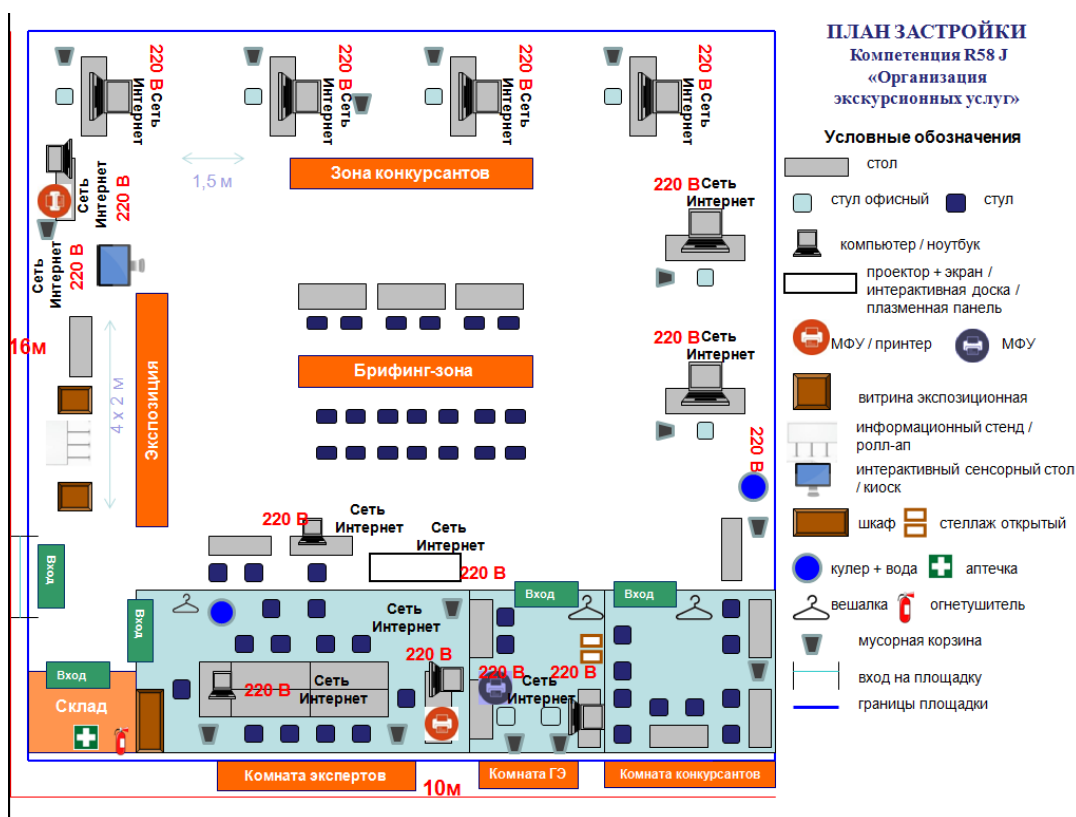 ПЛАН ЗАСТРОЙКИ
Компетенция R58 J
«Организация
экскурсионных услуг»
Условные обозначения
стол
стул офисный
стул
компьютер / ноутбук
проектор + экран /
интерактивная доска /
плазменная панель
МФУ / принтер
МФУ
витрина экспозиционная
информационный стенд /
ролл-ап
интерактивный сенсорный стол
/ киоск
шкаф
стеллаж открытый
кулер + вода
аптечка
вешалка
огнетушитель
мусорная корзина
вход на площадку
границы площадки
220 В
Сеть
Интернет
220 В
Сеть
Интернет
220 В
Сеть
Интернет
220 В
Сеть
Интернет
1,5 м
Зона конкурсантов
Сеть
Интернет
220 В
220 В
Сеть
Интернет
Сеть
Интернет
220 В
16м
4 х 2 м
Экспозиция
Брифинг-зона
220 В
Сеть
Интернет
220 В
220 В
Сеть
Интернет
Сеть
Интернет
220 В
Вход
Вход
Вход
Склад
Вход
Вход
Сеть
Интернет
220 В
220 В
Сеть
Интернет
220 В
220 В
Сеть
Интернет
Комната экспертов
Комната ГЭ
Комната конкурсантов
10м